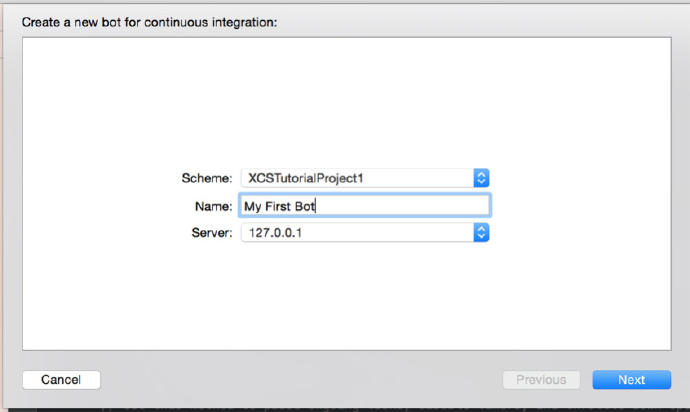 Create a new bot for continuous integration:
Scheme: XCSTutorialProject1
Name: My First Bot
Server: 127.0.0.1
Cancel Previous Next